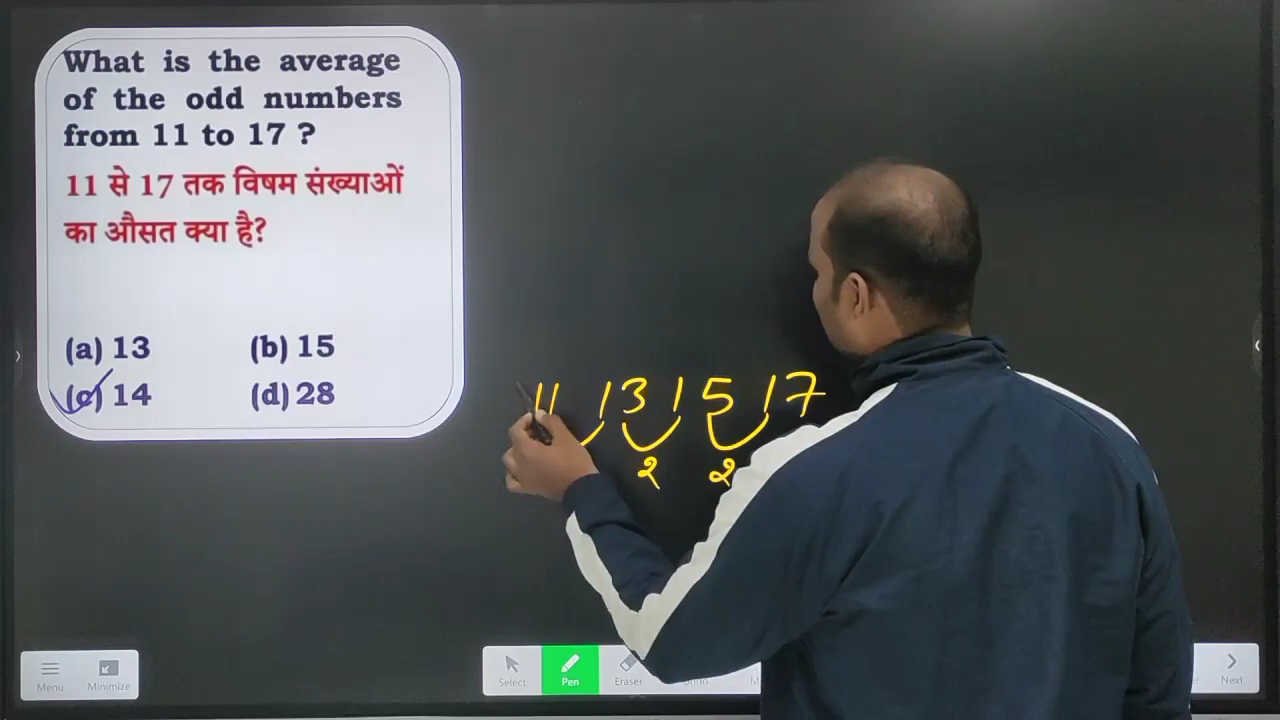 What is the average
of the odd numbers
from 11 to 17 ?
11 से 17 तक विषम संख्याओं
का औसत क्या है?
(a) 13 (b) 15
(c) 14 (d) 28
11 13 15 17
2 2
Menu Minimize Select Pen Eraser Next